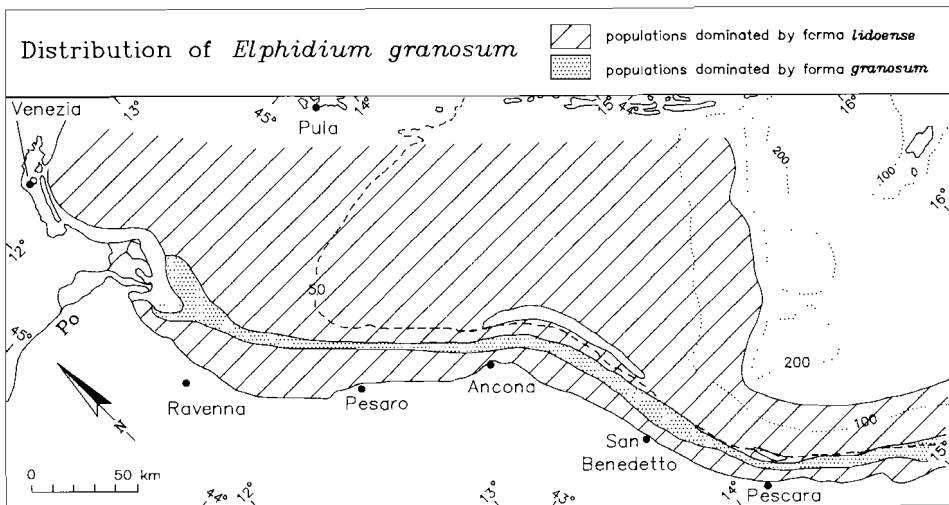 Distribution of Elphidium granosum
populations dominated by forma lidoense
populations dominated by forma granosum
Venezia
13°
45°
14°
Pula
15°
44°
16°
200
100
16°
12°
50
Po
45°
200
Ravenna
Pesaro
Ancona
100
N
San
Benedetto
15°
0 50
km
44°
12°
13°
43°
14°
Pescara